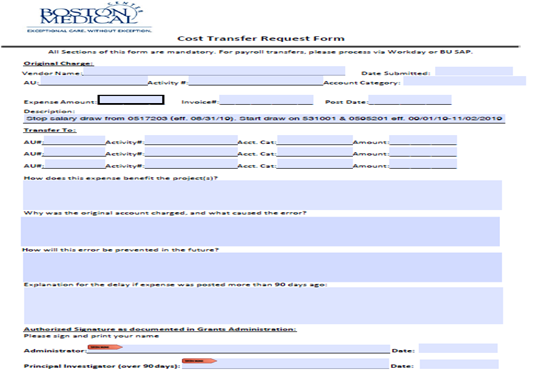 BOSTON
MEDICAL
CENTER
EXCEPTIONAL CARE. WITHOUT EXCEPTION.
Cost Transfer Request Form
All Sections of this form are mandatory. For payroll transfers, please process via Workday or BU SAP.
Original Charge:
Vendor Name: Date Submitted:
AU: Activity #: Account Category:
Expense Amount: Invoice#: Post Date:
Description:
Stop salary draw from 0517203 (eff. 08/31/19). Start draw on 531001 & 0595201 eff. 09/01/19-11/02/2019
Transfer To:
AU#: Activity#: Acct. Cat: Amount:
AU#: Activity#: Acct. Cat: Amount:
AU#: Activity#: Acct. Cat: Amount:
How does this expense benefit the project(s)?
Why was the original account charged, and what caused the error?
How will this error be prevented in the future?
Explanation for the delay if expense was posted more than 90 days ago:
Authorized Signature as documented in Grants Administration:
Please sign and print your name
Administrator: Date:
Principal Investigator (over 90 days): Date: